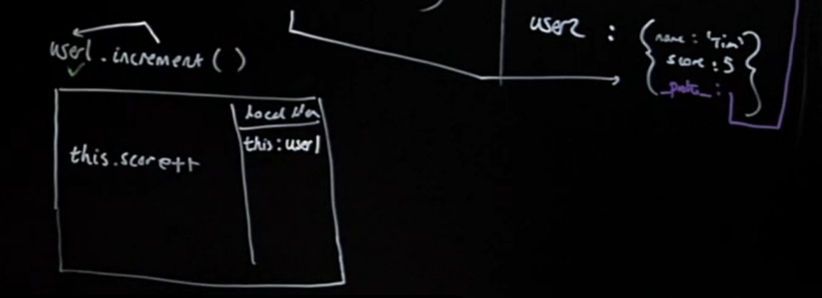 user1.increment()
this.score++
Local Mem
this: user1
user2 : { name : 'Tim'
score : 5
__proto__ : }